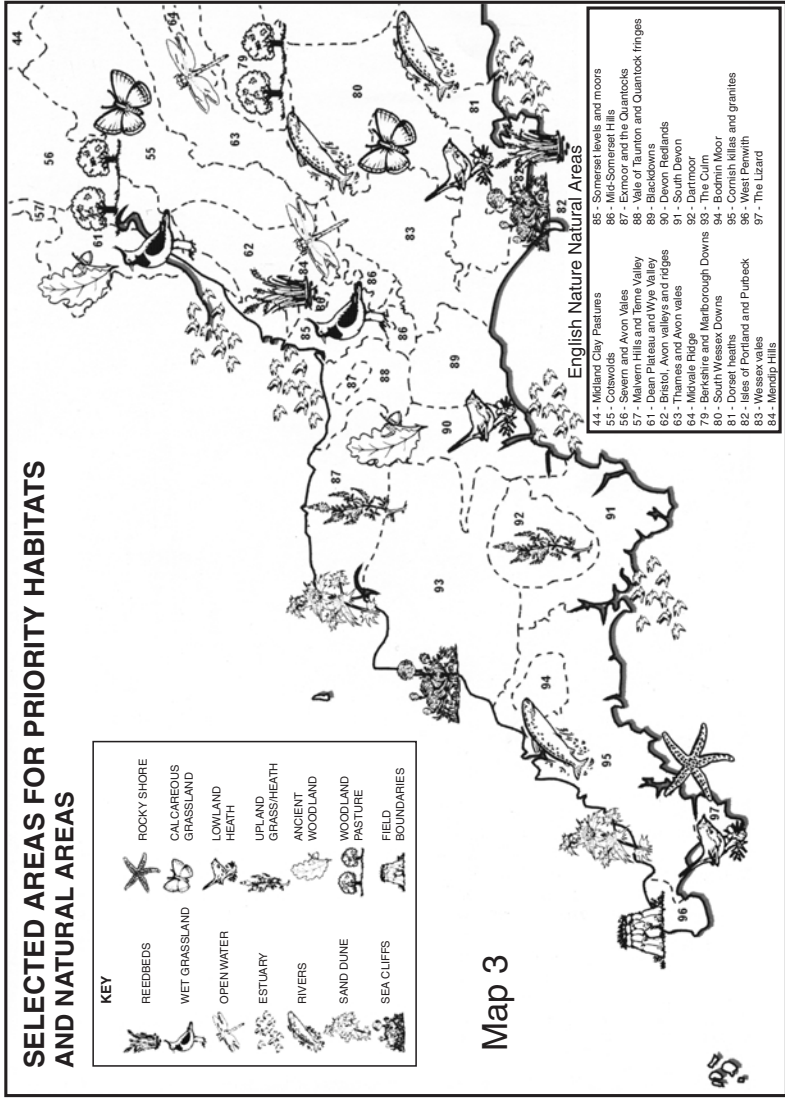 SELECTED AREAS FOR PRIORITY HABITATS
AND NATURAL AREAS
KEY
REEDBEDS
WET GRASSLAND
OPEN WATER
ESTUARY
RIVERS
SAND DUNE
SEA CLIFFS
ROCKY SHORE
CALCAREOUS
GRASSLAND
LOWLAND
HEATH
UPLAND
GRASS/HEATH
ANCIENT
WOODLAND
WOODLAND
PASTURE
FIELD
BOUNDARIES
Map 3
44
56
57
55
64
61
79
63
62
80
84
86
85
86
86
83
81
82
82
87
88
87
89
90
92
91
93
94
95
97
96
English Nature Natural Areas
44 - Midland Clay Pastures
55 - Cotswolds
56 - Severn and Avon Vales
57 - Malvern Hills and Teme Valley
61 - Dean Plateau and Wye Valley
62 - Bristol, Avon valleys and ridges
63 - Thames and Avon vales
64 - Midvale Ridge
79 - Berkshire and Marlborough Downs
80 - South Wessex Downs
81 - Dorset heaths
82 - Isles of Portland and Purbeck
83 - Wessex vales
84 - Mendip Hills
85 - Somerset levels and moors
86 - Mid-Somerset Hills
87 - Exmoor and the Quantocks
88 - Vale of Taunton and Quantock fringes
89 - Blackdowns
90 - Devon Redlands
91 - South Devon
92 - Dartmoor
93 - The Culm
94 - Bodmin Moor
95 - Cornish killas and granites
96 - West Penwith
97 - The Lizard